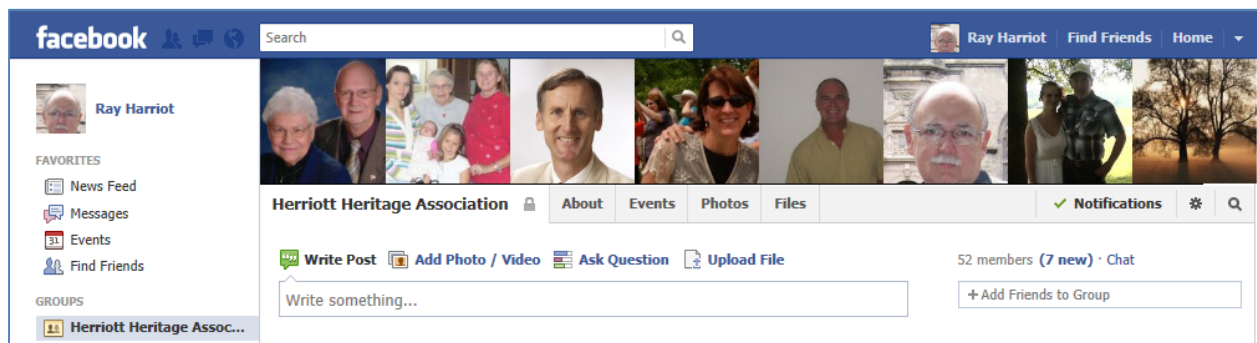 facebook
Search
Ray Harriot
Find Friends
Home
Ray Harriot
FAVORITES
News Feed
Messages
31 Events
Find Friends
GROUPS
Herriott Heritage Assoc...
Herriott Heritage Association
About
Events
Photos
Files
✓ Notifications
Write Post
Add Photo / Video
Ask Question
Upload File
Write something...
52 members (7 new) · Chat
+ Add Friends to Group